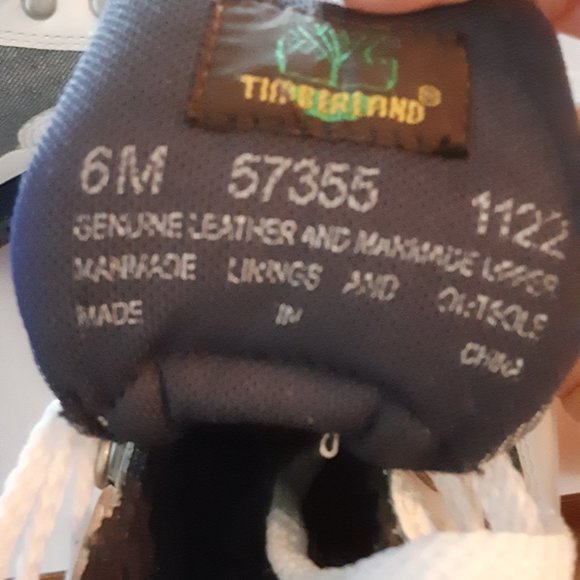 TIMBERLAND®
6M 57355 1122
GENUINE LEATHER AND MANMADE UPPER
MANMADE LININGS AND OUTSOLE
MADE IN CHINA